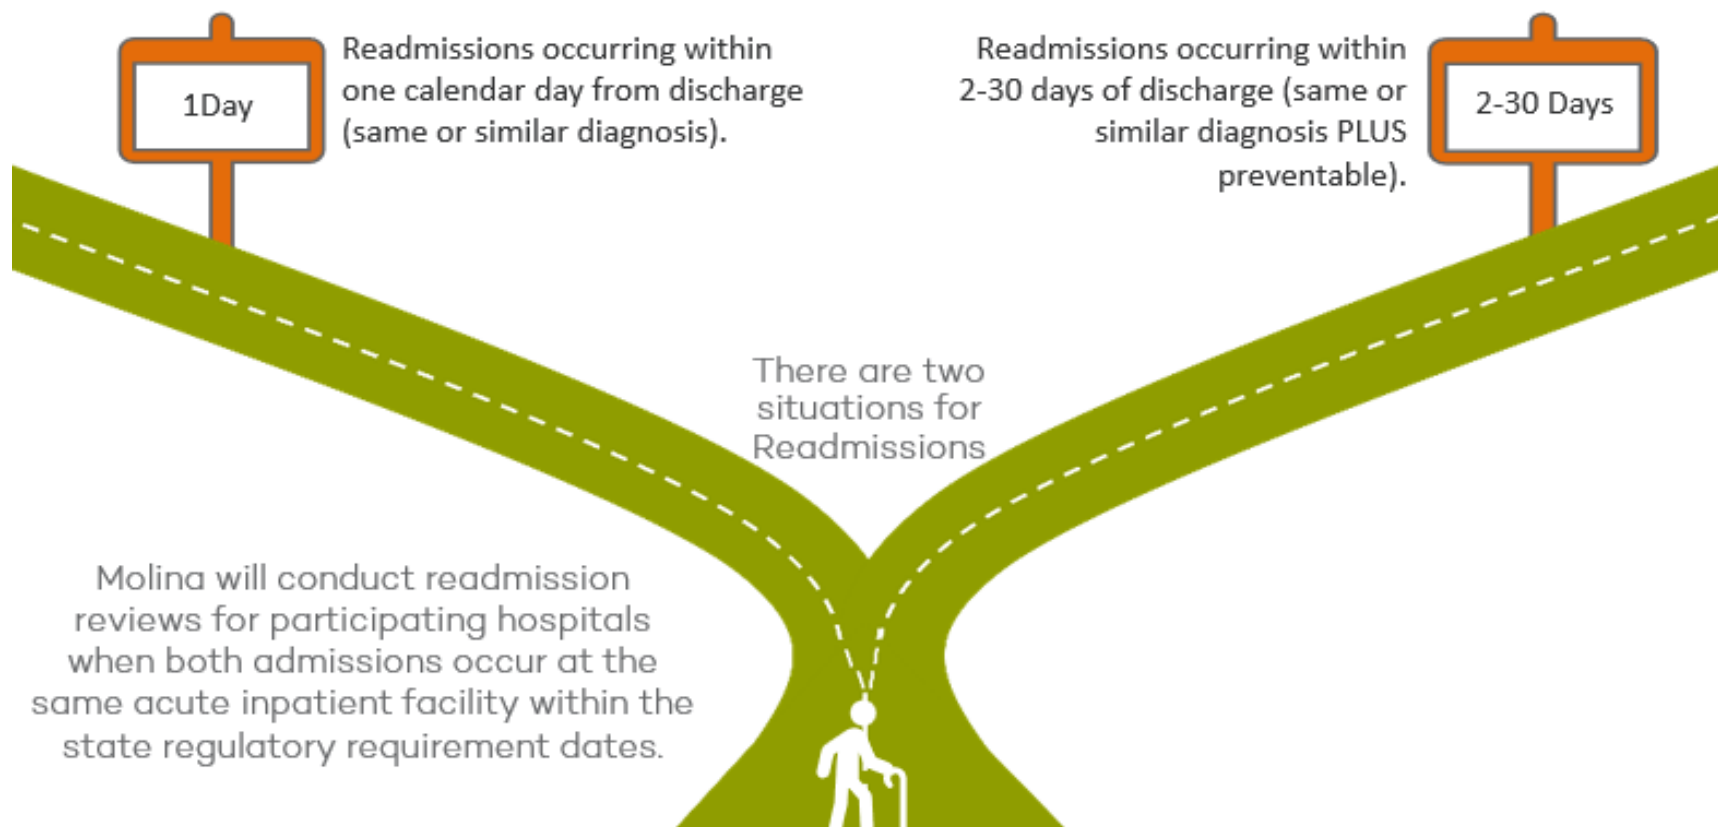 1Day
Readmissions occurring within
one calendar day from discharge
(same or similar diagnosis).
Readmissions occurring within
2-30 days of discharge (same or
similar diagnosis PLUS
preventable).
2-30 Days
There are two
situations for
Readmissions
Molina will conduct readmission
reviews for participating hospitals
when both admissions occur at the
same acute inpatient facility within the
state regulatory requirement dates.